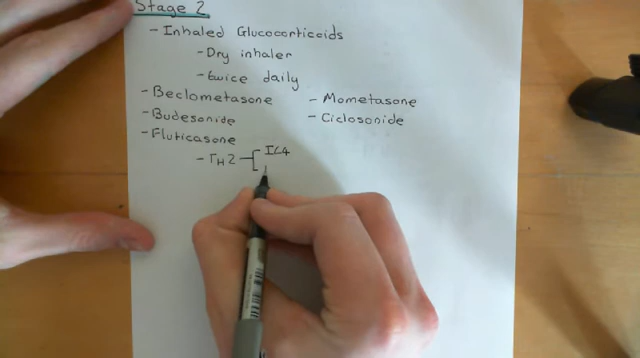 Stage 2
- Inhaled Glucocorticoids
- Dry inhaler
- twice daily
- Beclometasone - Mometasone
- Budesonide - Ciclosonide
- Fluticasone
- TH2 IL4